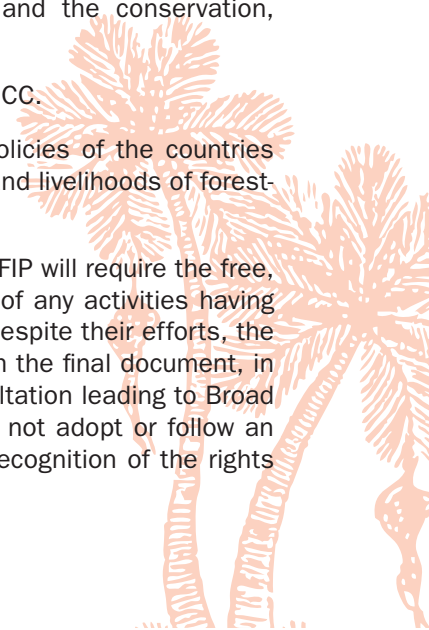 and the conservation,
CC.
olicies of the countries
nd livelihoods of forest-
FIP will require the free,
of any activities having
espite their efforts, the
n the final document, in
ltation leading to Broad
not adopt or follow an
ecognition of the rights